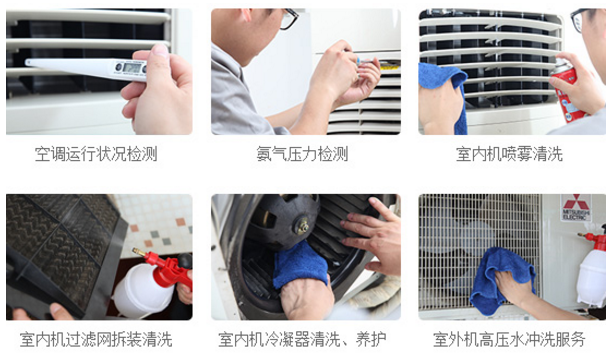 空调运行状况检测
氨气压力检测
室内机喷雾清洗
MITSUBISHI
ELECTRIC
室内机过滤网拆装清洗
室内机冷凝器清洗、养护
室外机高压水冲洗服务